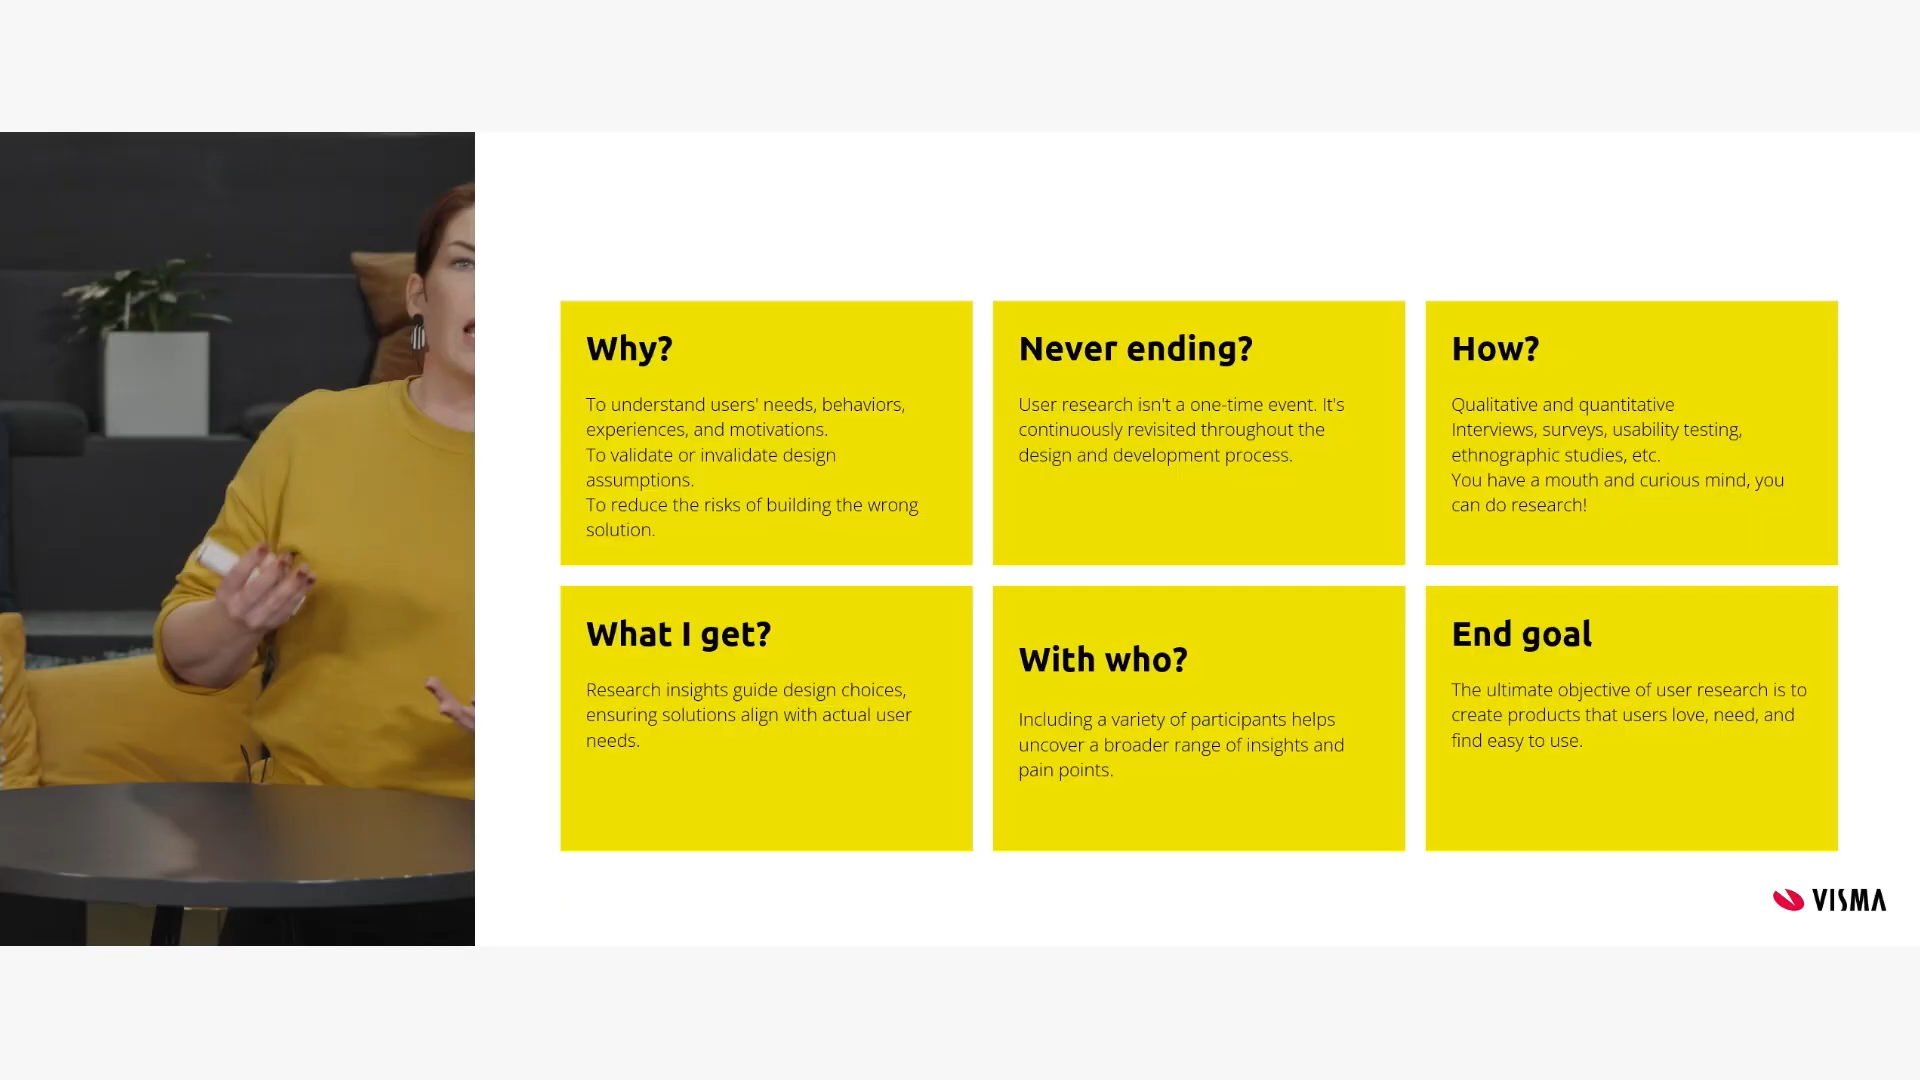 Why?
To understand users' needs, behaviors,
experiences, and motivations.
To validate or invalidate design
assumptions.
To reduce the risks of building the wrong
solution.
Never ending?
User research isn't a one-time event. It's
continuously revisited throughout the
design and development process.
How?
Qualitative and quantitative
Interviews, surveys, usability testing,
ethnographic studies, etc.
You have a mouth and curious mind, you
can do research!
What I get?
Research insights guide design choices,
ensuring solutions align with actual user
needs.
With who?
Including a variety of participants helps
uncover a broader range of insights and
pain points.
End goal
The ultimate objective of user research is to
create products that users love, need, and
find easy to use.
VISMA